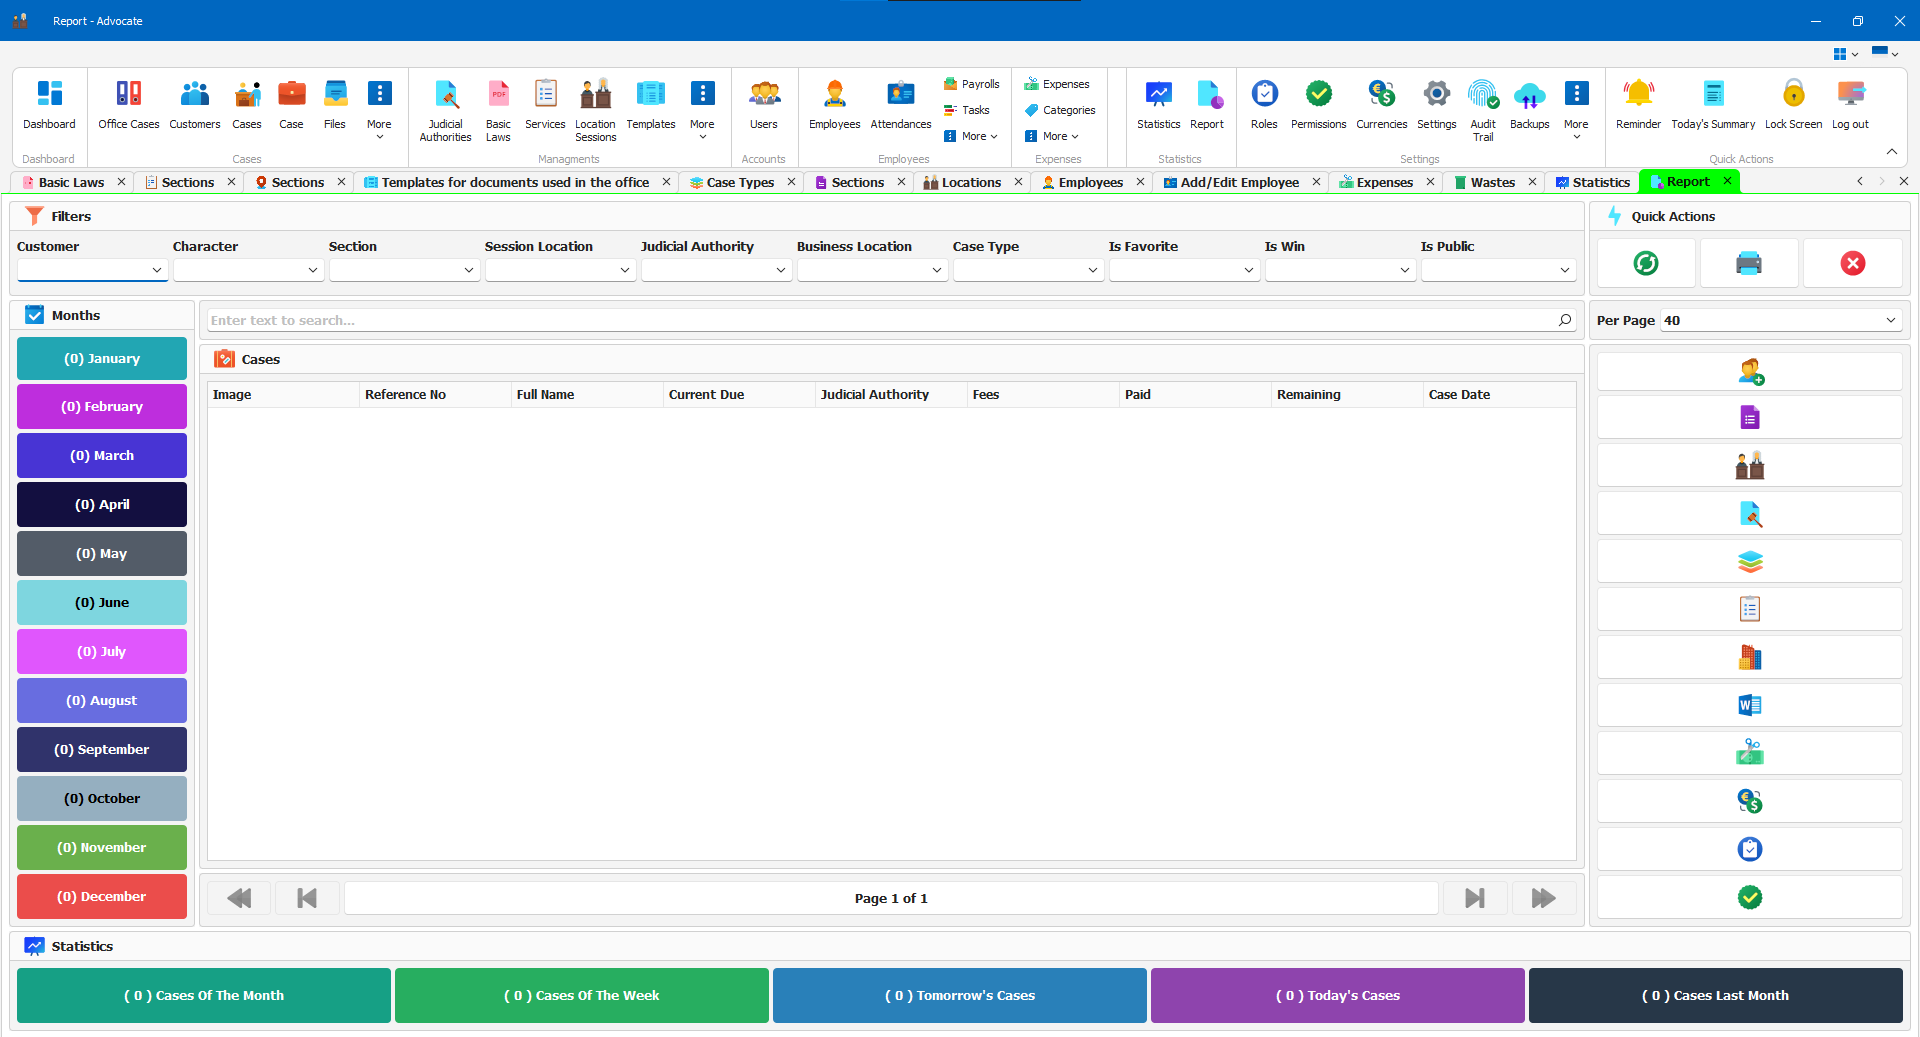 Report - Advocate
Dashboard
Office Cases
Customers
Cases
Case
Files
More
Judicial Authorities
Basic Laws
Services
Location Sessions
Templates
More
Users
Employees
Attendances
Payrolls
Tasks
More
Expenses
Categories
More
Statistics
Report
Roles
Permissions
Currencies
Settings
Audit Trail
Backups
More
Reminder
Today's Summary
Lock Screen
Log out
Dashboard
Cases
Managments
Accounts
Employees
Expenses
Statistics
Settings
Quick Actions
Basic Laws
Sections
Sections
Templates for documents used in the office
Case Types
Sections
Locations
Employees
Add/Edit Employee
Expenses
Wastes
Statistics
Report
Filters
Customer
Character
Section
Session Location
Judicial Authority
Business Location
Case Type
Is Favorite
Is Win
Is Public
Quick Actions
Months
(0) January
(0) February
(0) March
(0) April
(0) May
(0) June
(0) July
(0) August
(0) September
(0) October
(0) November
(0) December
Enter text to search...
Per Page 40
Cases
Image
Reference No
Full Name
Current Due
Judicial Authority
Fees
Paid
Remaining
Case Date
Page 1 of 1
Statistics
( 0 ) Cases Of The Month
( 0 ) Cases Of The Week
( 0 ) Tomorrow's Cases
( 0 ) Today's Cases
( 0 ) Cases Last Month